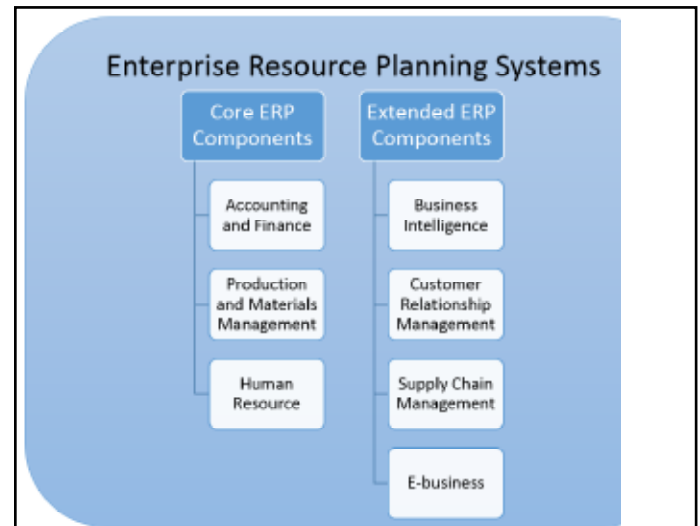 Enterprise Resource Planning Systems
Core ERP
Components
Accounting
and Finance
Production
and Materials
Management
Human
Resource
Extended ERP
Components
Business
Intelligence
Customer
Relationship
Management
Supply Chain
Management
E-business